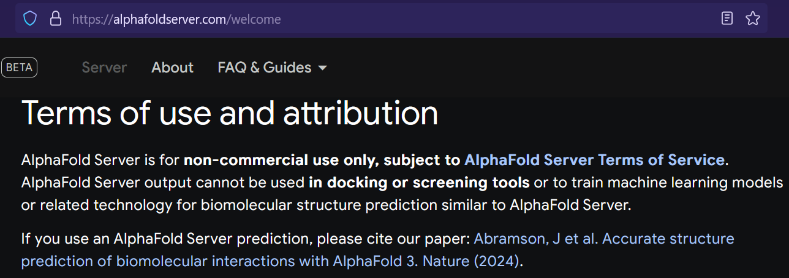 https://alphafoldserver.com/welcome
BETA Server About FAQ & Guides
Terms of use and attribution
AlphaFold Server is for non-commercial use only, subject to AlphaFold Server Terms of Service.
AlphaFold Server output cannot be used in docking or screening tools or to train machine learning models
or related technology for biomolecular structure prediction similar to AlphaFold Server.
If you use an AlphaFold Server prediction, please cite our paper: Abramson, J et al. Accurate structure
prediction of biomolecular interactions with AlphaFold 3. Nature (2024).